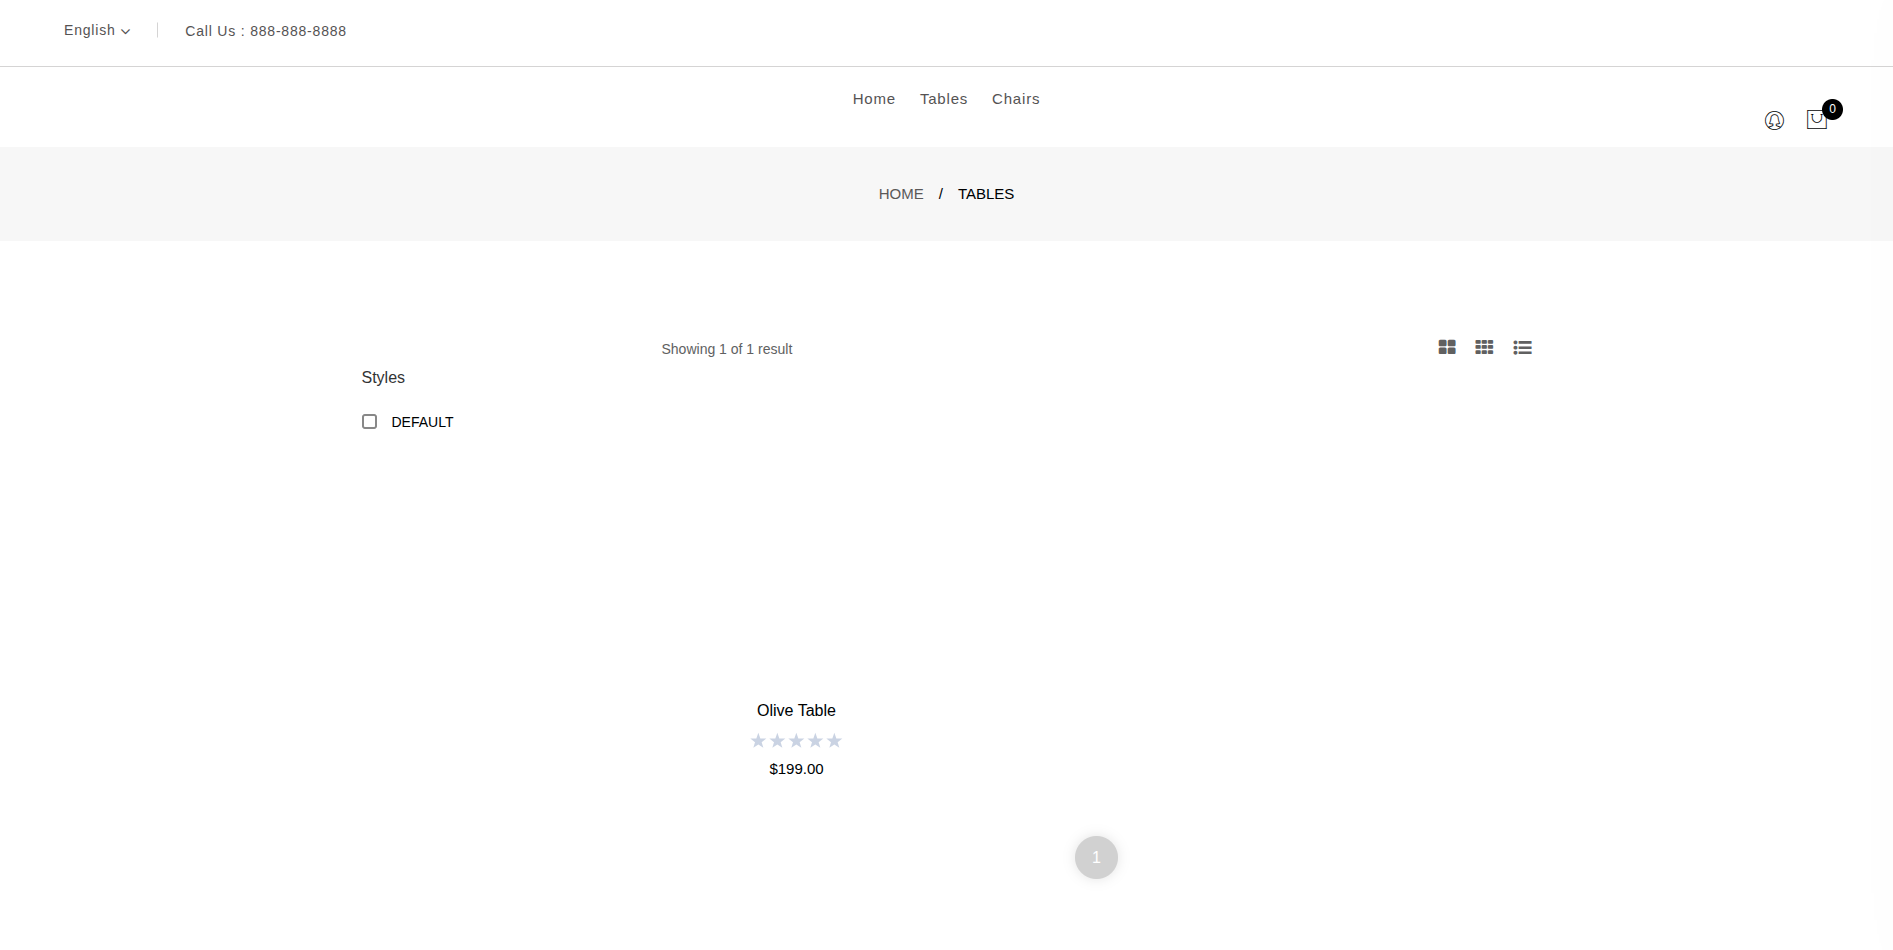 English
Call Us : 888-888-8888
Home Tables Chairs
0
HOME / TABLES
Showing 1 of 1 result
Styles
DEFAULT
Olive Table
$199.00
1